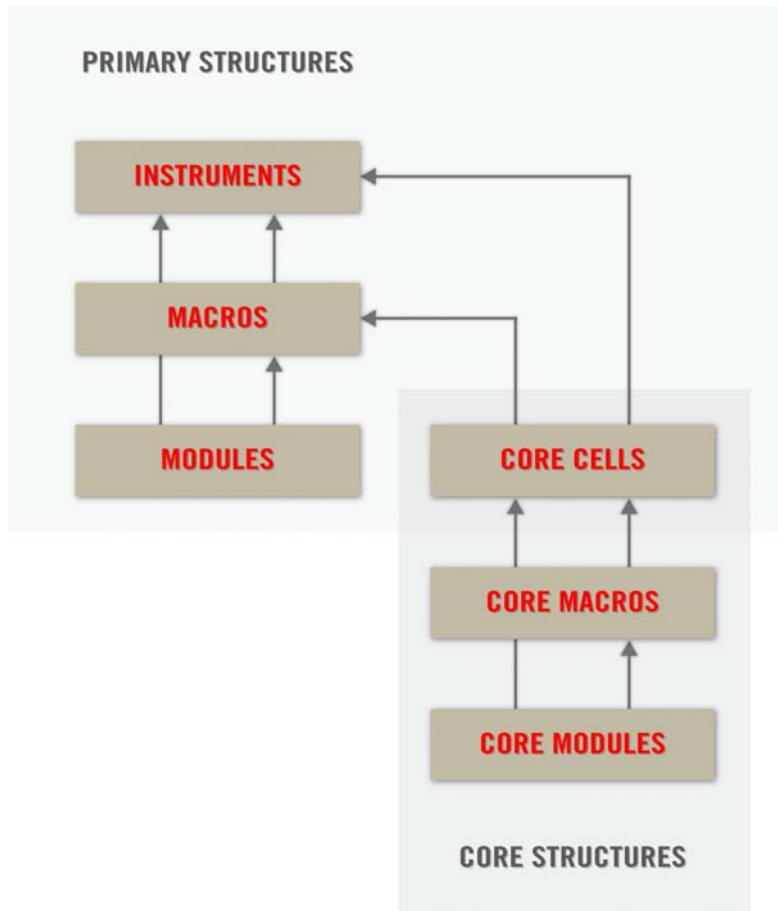 PRIMARY STRUCTURES
INSTRUMENTS
MACROS
MODULES
CORE CELLS
CORE MACROS
CORE MODULES
CORE STRUCTURES